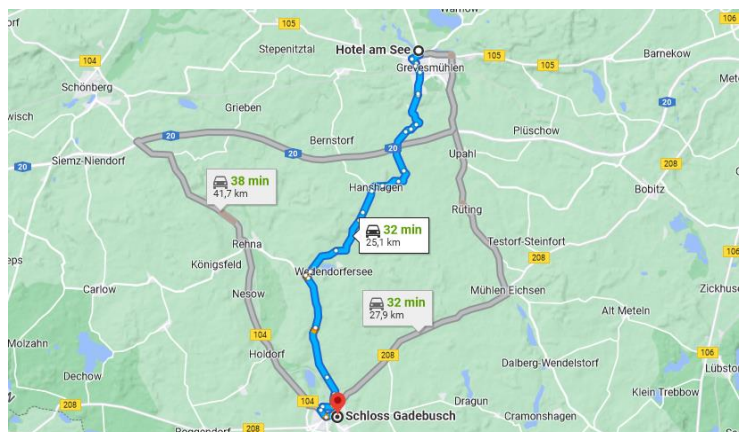 Warnow
105
Stepenitztal
Hotel am See
Barnekow
104
Grevesmühlen
105
105
Schönberg
Grieben
20
Plüschow
20
Bernstorf
20
20
Siemz-Niendorf
Upahl
208
Hanshagen
Bobitz
38 min
41,7 km
Rüting
32 min
25,1 km
Testorf-Steinfort
Rehna
208
Königsfeld
Wedendorfersee
Carlow
Nesow
Mühlen Eichsen
32 min
27,9 km
Alt Meteln
104
Molzahn
Holdorf
208
106
Dechow
Dalberg-Wendelstorf
Klein Trebbow
208
104
Schloss Gadebusch
Dragun
Cramonshagen
106